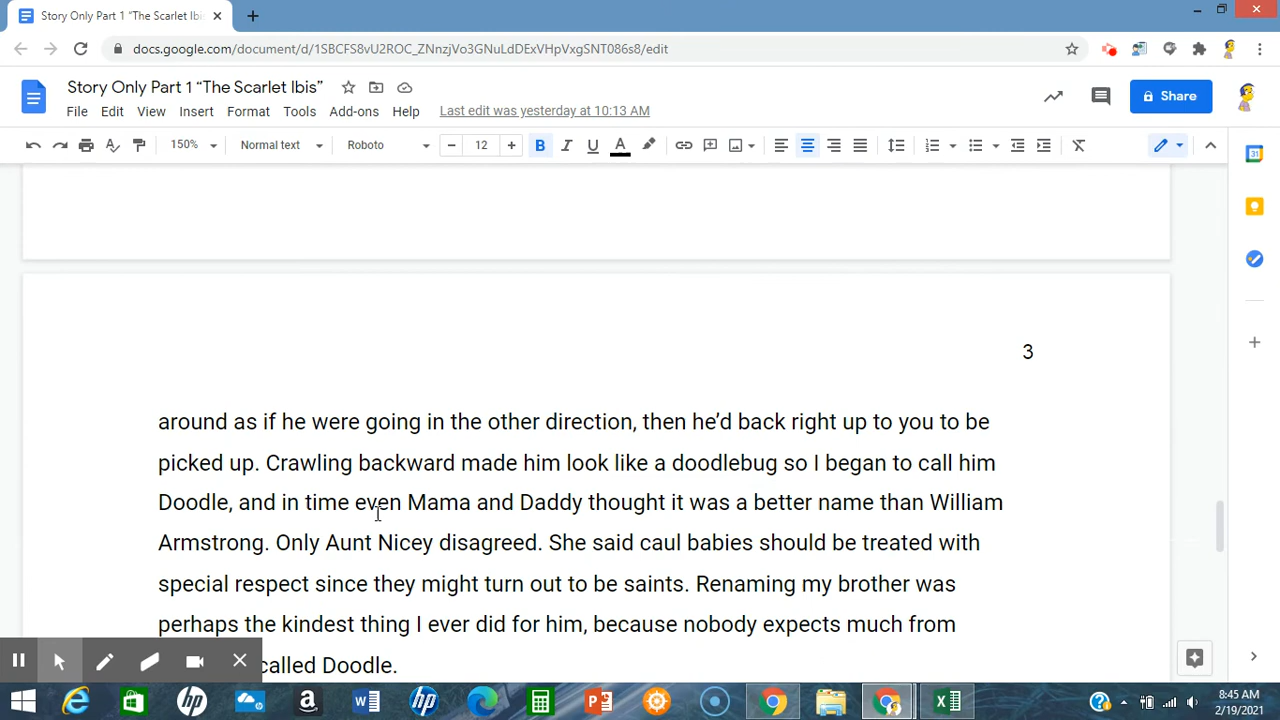 Story Only Part 1 “The Scarlet Ibi
docs.google.com/document/d/1SBCFS8vU2ROC_ZNnzjVo3GNuLdDExVHpVxgSNT086s8/edit
Story Only Part 1 “The Scarlet Ibis”
File Edit View Insert Format Tools Add-ons Help Last edit was yesterday at 10:13 AM
Share
150% Normal text Roboto 12 B I U A
31
3
around as if he were going in the other direction, then he’d back right up to you to be
picked up. Crawling backward made him look like a doodlebug so I began to call him
Doodle, and in time even Mama and Daddy thought it was a better name than William
Armstrong. Only Aunt Nicey disagreed. She said caul babies should be treated with
special respect since they might turn out to be saints. Renaming my brother was
perhaps the kindest thing I ever did for him, because nobody expects much from
called Doodle.
8:45 AM
2/19/2021